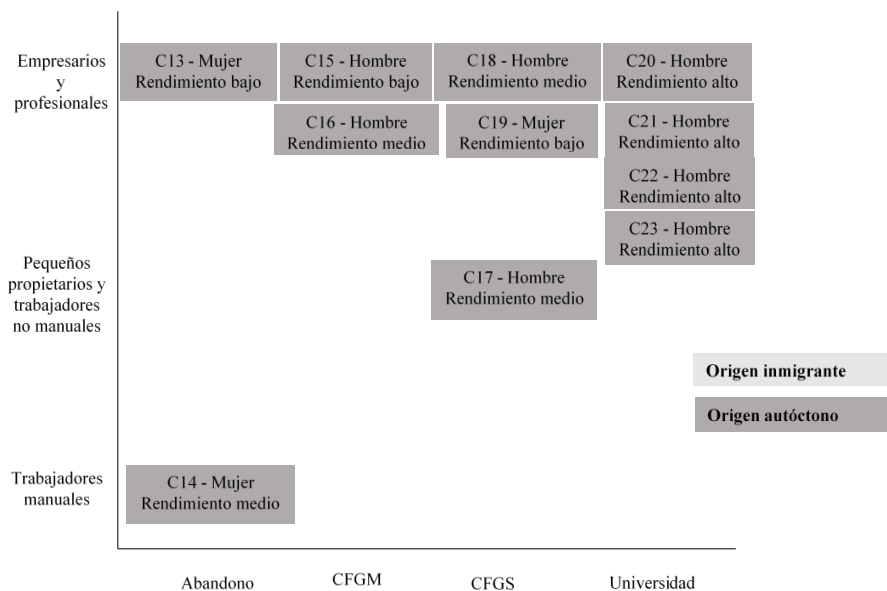 Empresarios
y
profesionales
C13 - Mujer
Rendimiento bajo
C15 - Hombre
Rendimiento bajo
C18 - Hombre
Rendimiento medio
C20 - Hombre
Rendimiento alto
C16 - Hombre
Rendimiento medio
C19 - Mujer
Rendimiento bajo
C21 - Hombre
Rendimiento alto
C22 - Hombre
Rendimiento alto
C23 - Hombre
Rendimiento alto
Pequeños
propietarios y
trabajadores
no manuales
C17 - Hombre
Rendimiento medio
Origen inmigrante
Origen autóctono
Trabajadores
manuales
C14 - Mujer
Rendimiento medio
Abandono
CFGM
CFGS
Universidad